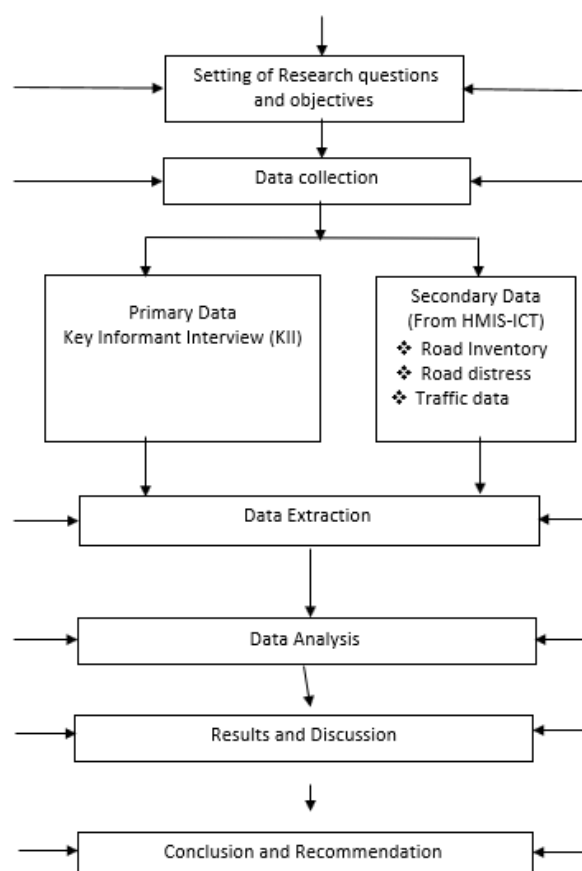 Setting of Research questions
and objectives
Data collection
Primary Data
Key Informant Interview (KII)
Secondary Data
(From HMIS-ICT)
❖ Road Inventory
❖ Road distress
❖ Traffic data
Data Extraction
Data Analysis
Results and Discussion
Conclusion and Recommendation